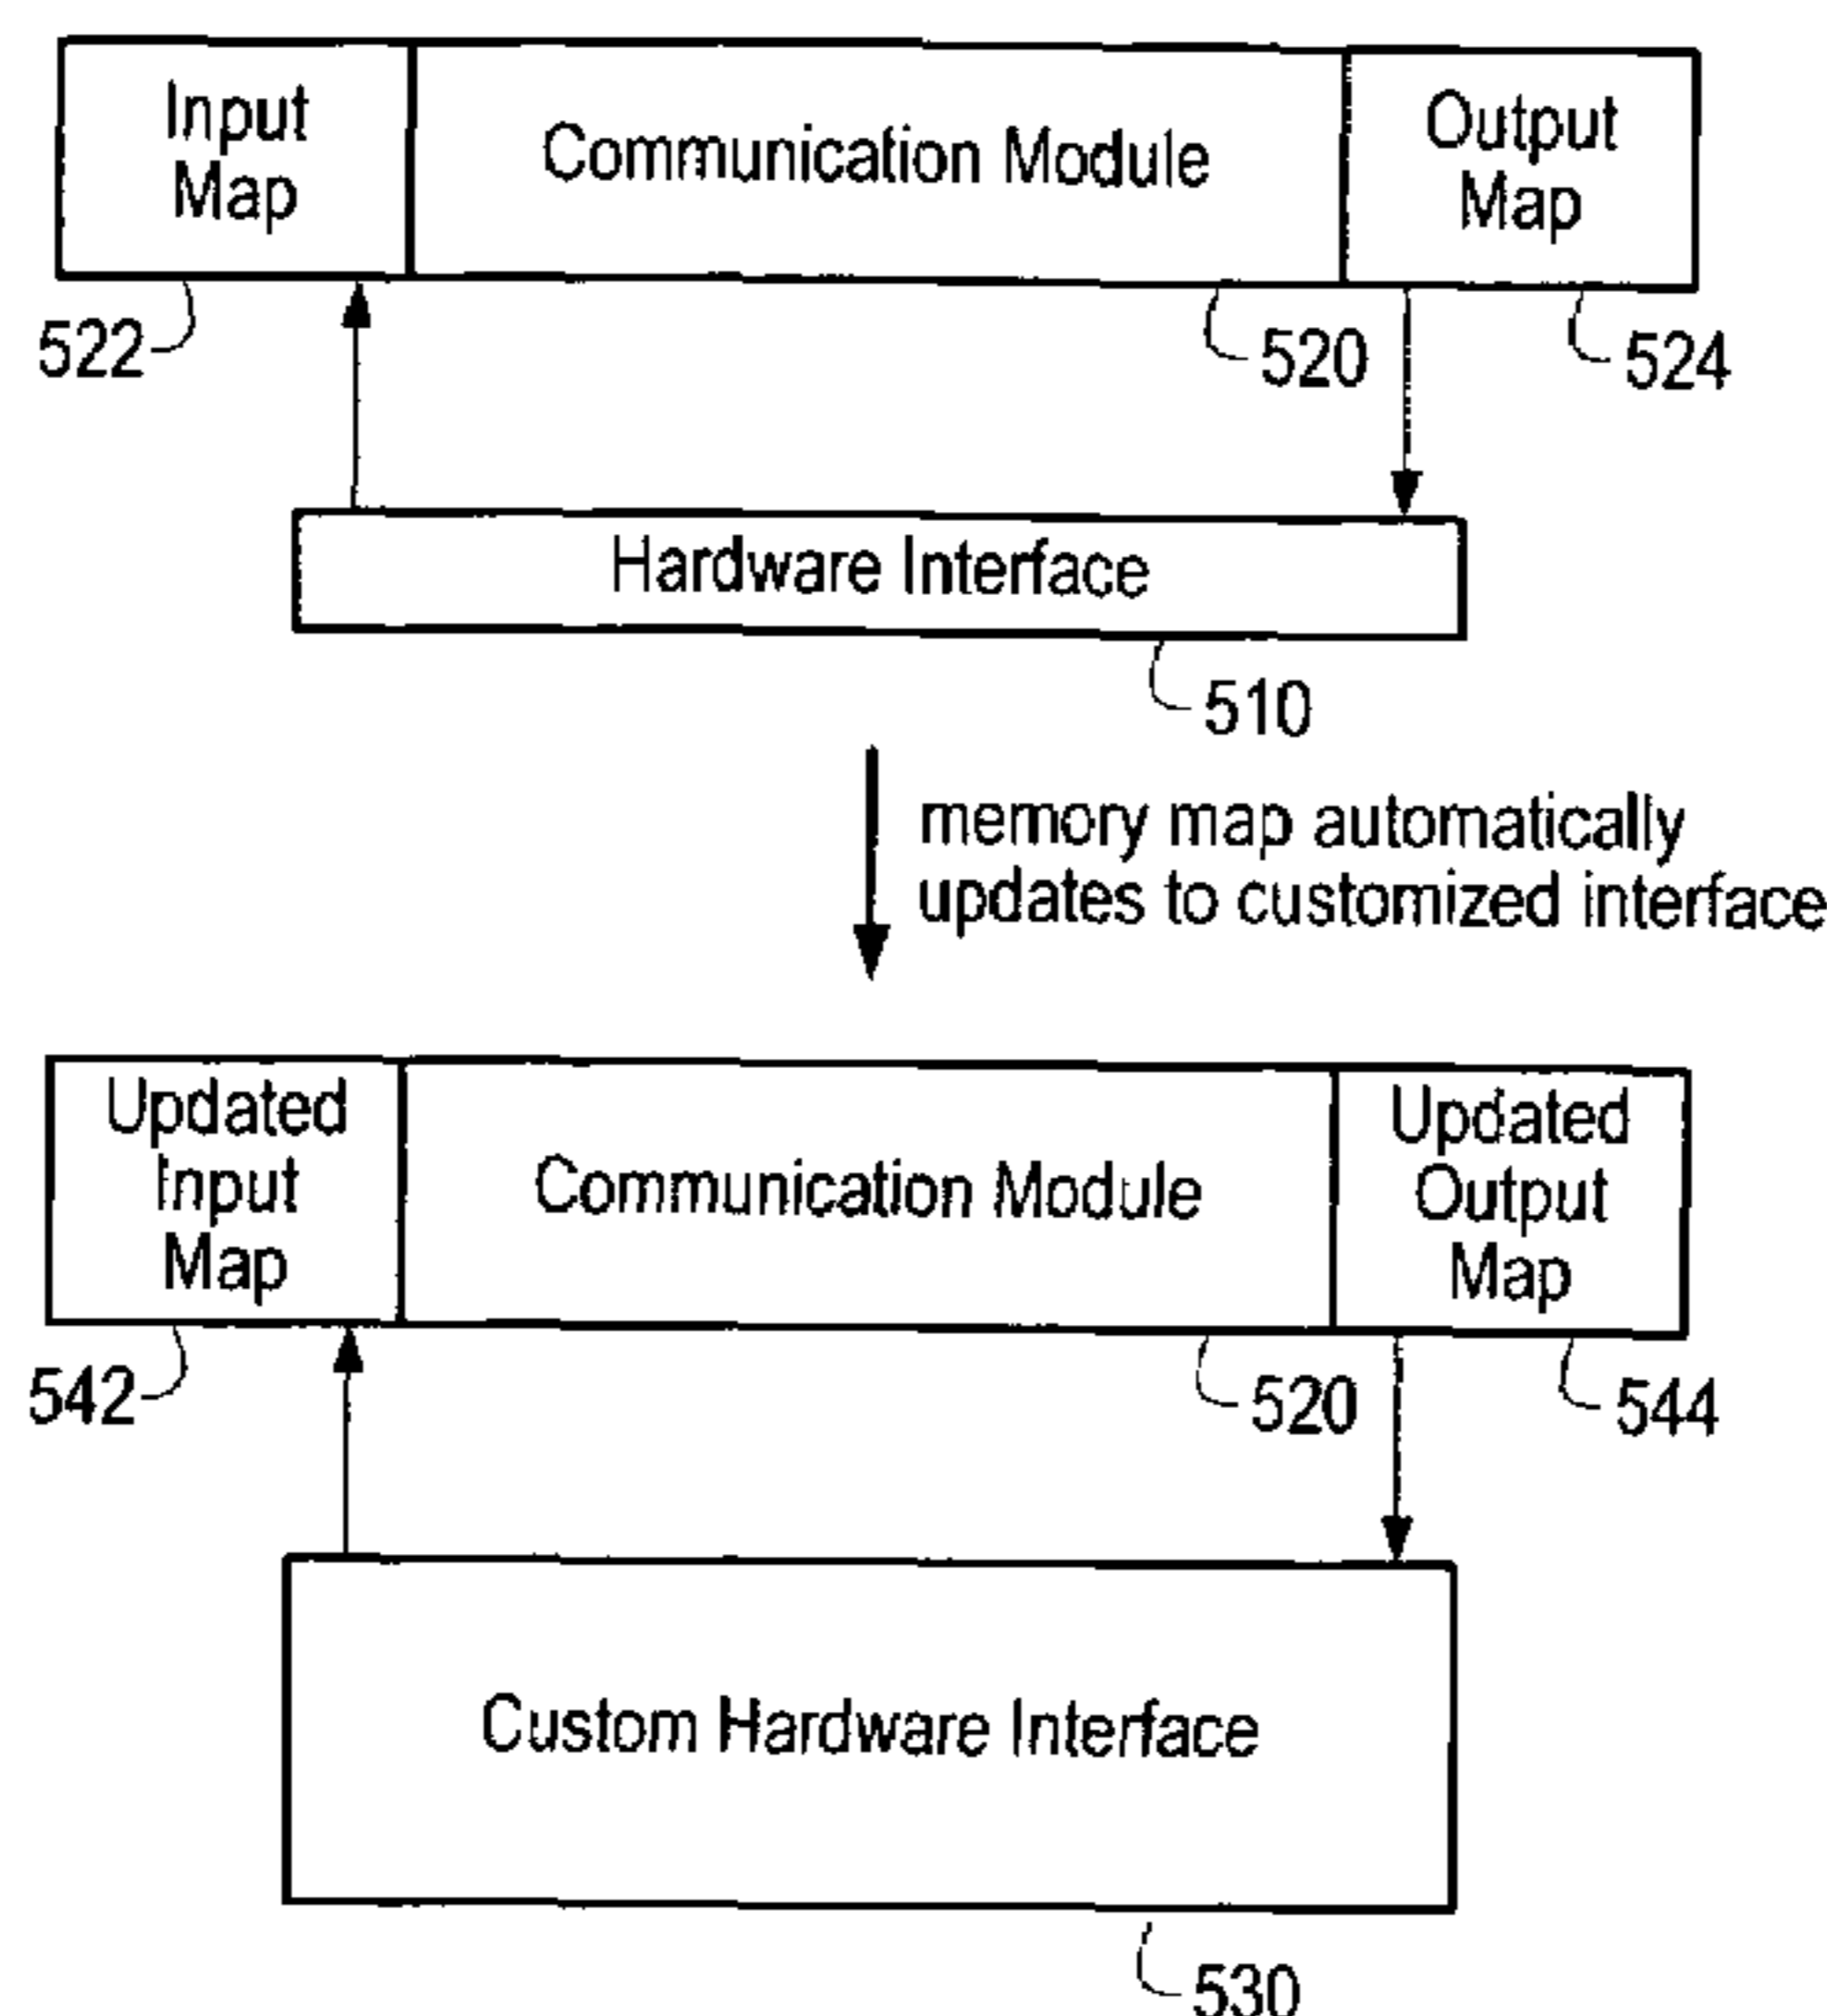 Input
Map
Communication Module
Output
Map
522
520
524
Hardware Interface
510
memory map automatically
updates to customized interface
Updated
Input
Map
Communication Module
Updated
Output
Map
542
520
544
Custom Hardware Interface
530